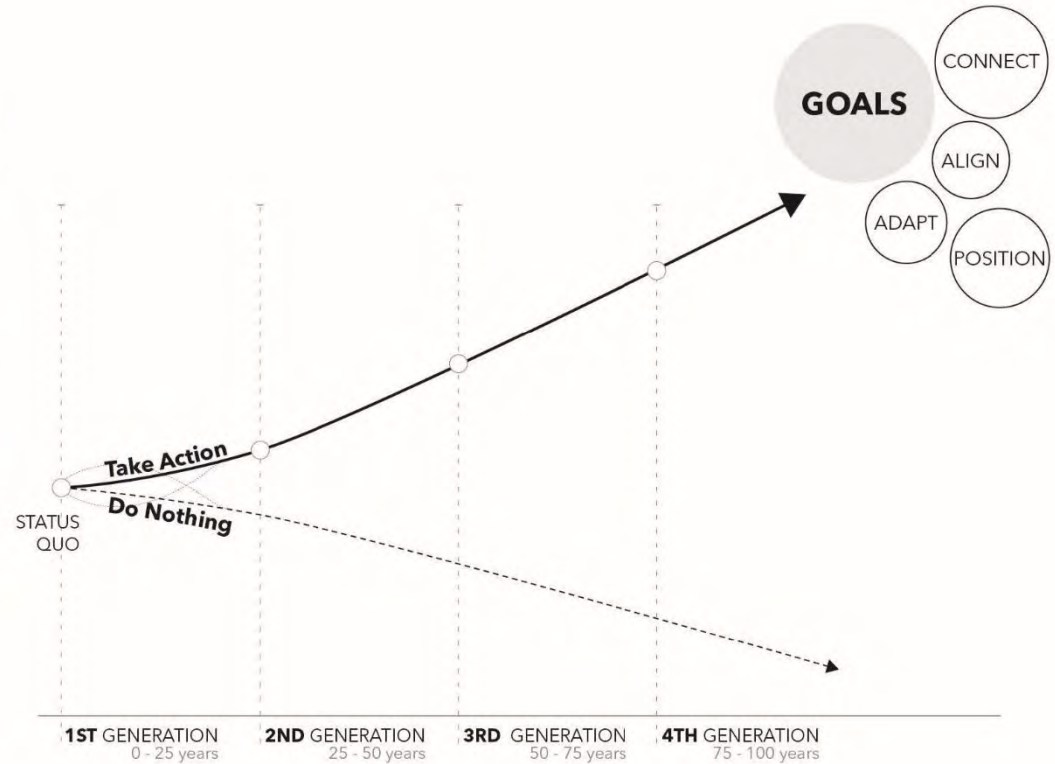 CONNECT
GOALS
ALIGN
ADAPT
POSITION
Take Action
Do Nothing
STATUS
QUO
1ST GENERATION
0 - 25 years
2ND GENERATION
25 - 50 years
3RD GENERATION
50 - 75 years
4TH GENERATION
75 - 100 years